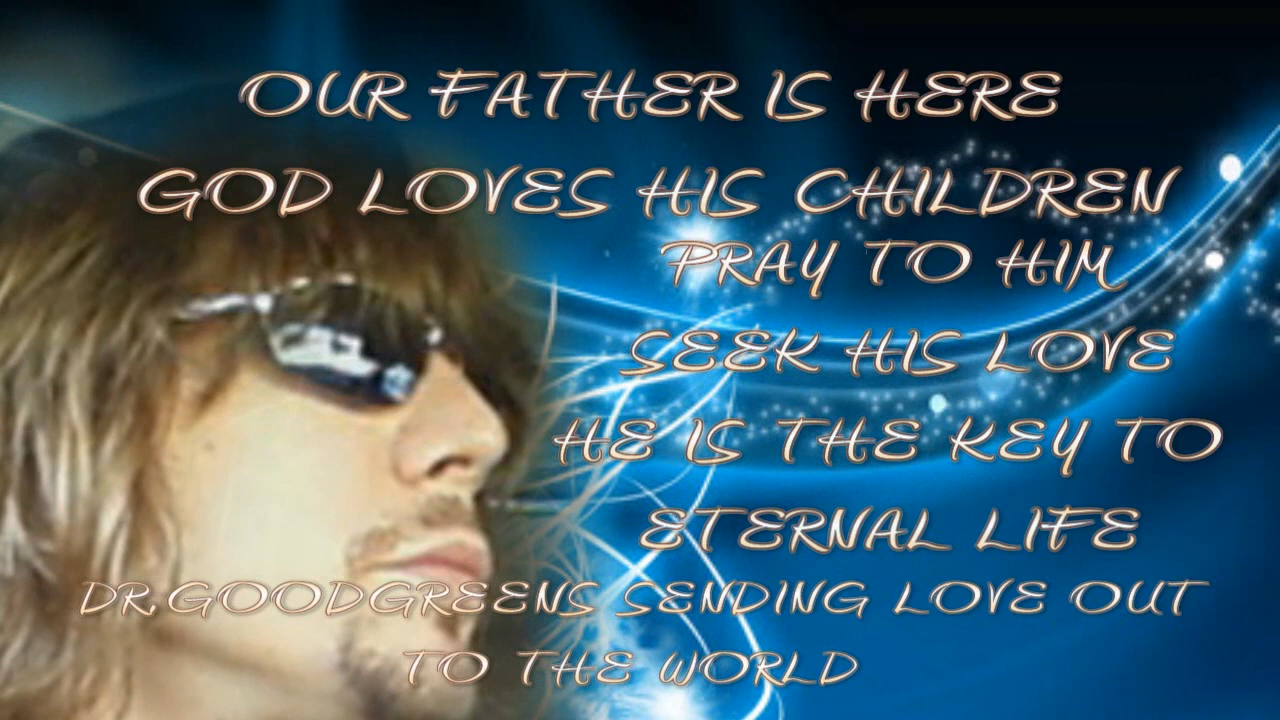 OUR FATHER IS HERE
GOD LOVES HIS CHILDREN
PRAY TO HIM
SEEK HIS LOVE
HE IS THE KEY TO
ETERNAL LIFE
DR.GOODGREENS SENDING LOVE OUT
TO THE WORLD